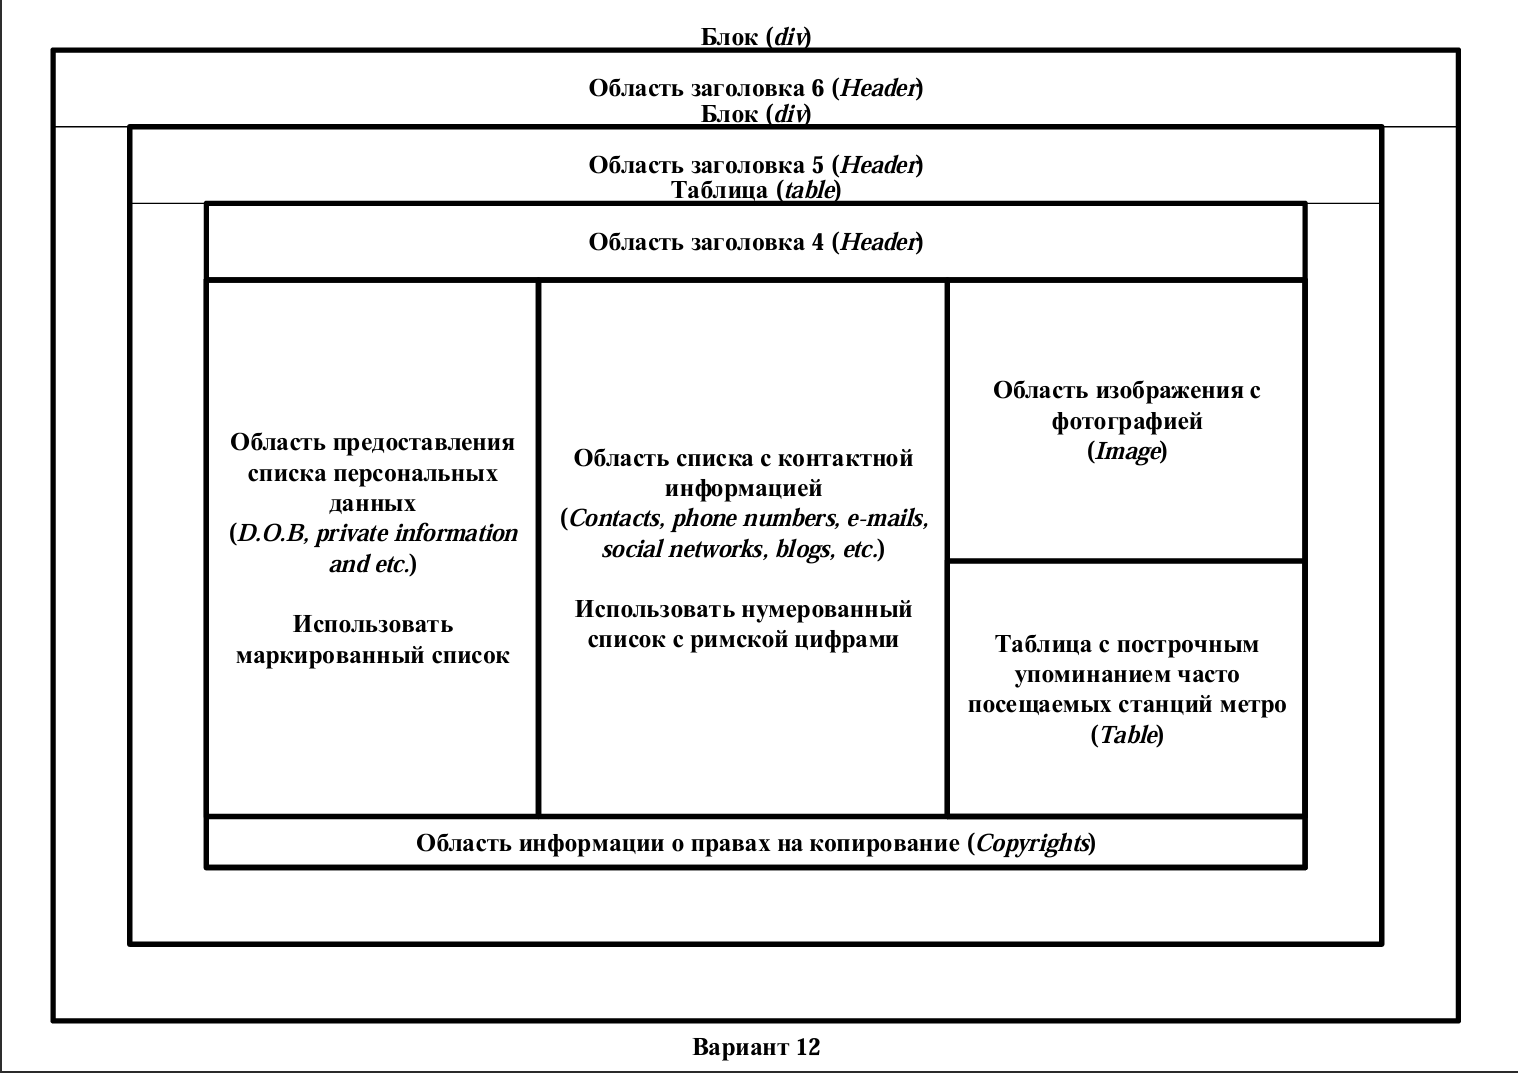 Блок (div)
Область заголовка 6 (Header)
Блок (div)
Область заголовка 5 (Header)
Таблица (table)
Область заголовка 4 (Header)
Область предоставления
списка персональных
данных
(D.O.B, private information
and etc.)
Использовать
маркированный список
Область списка с контактной
информацией
(Contacts, phone numbers, e-mails,
social networks, blogs, etc.)
Использовать нумерованный
список с римской цифрами
Область изображения с
фотографией
(Image)
Таблица с построчным
упоминанием часто
посещаемых станций метро
(Table)
Область информации о правах на копирование (Copyrights)
Вариант 12